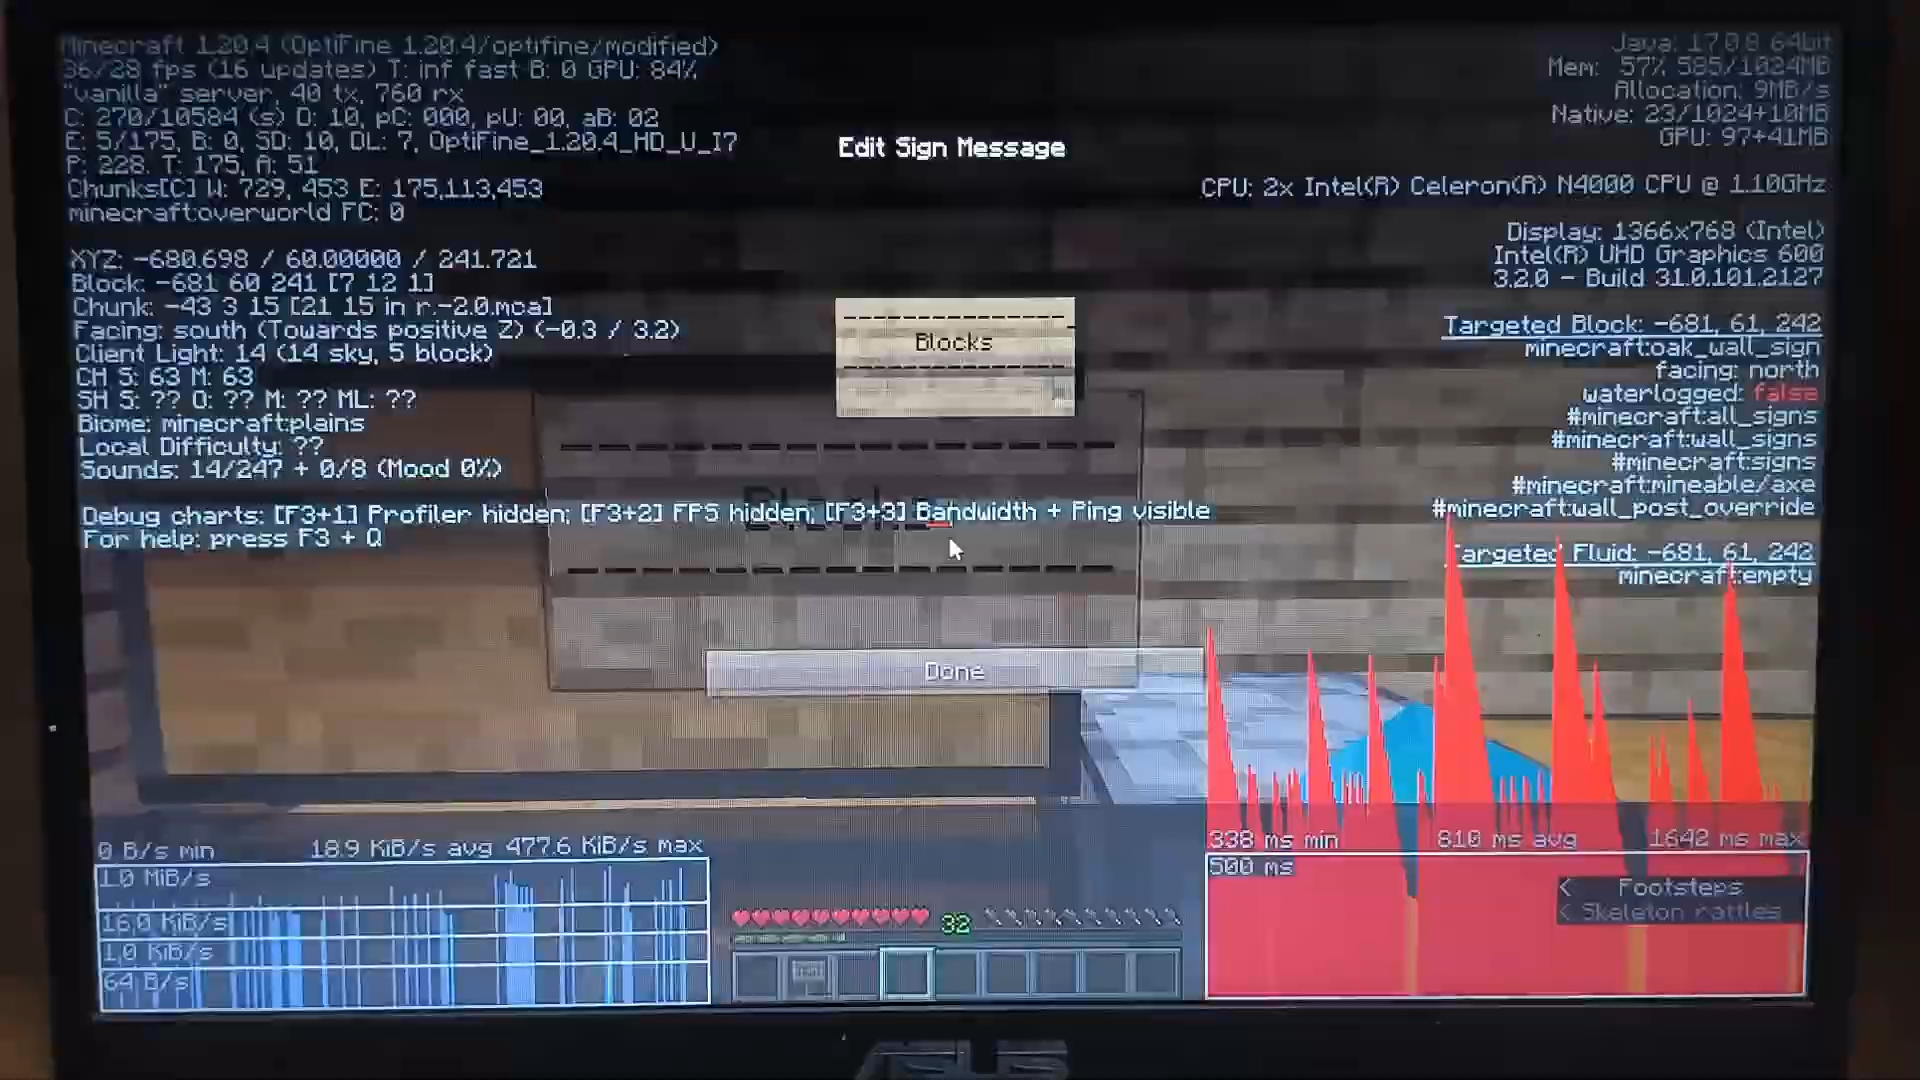 Minecraft 1.20.4 (OptiFine 1.20.4/optifine/modified)
36/28 fps (16 updates) T: inf fast B: 0 GPU: 84%
"vanilla" server, 40 tx, 760 rx
C: 270/10584 (s) D: 10, pC: 000, pU: 00, aB: 02
E: 5/175, B: 0, SD: 10, DL: 7, OptiFine_1.20.4_HD_U_I7
P: 228. T: 175, A: 51
Chunks[C] W: 729, 453 E: 175,113,453
minecraft:overworld FC: 0
XYZ: -680.698 / 60.00000 / 241.721
Block: -681 60 241 [7 12 1]
Chunk: -43 3 15 [21 15 in r.-2.0.mca]
Facing: south (Towards positive Z) (-0.3 / 3.2)
Client Light: 14 (14 sky, 5 block)
CH S: 63 M: 63
SH S: ?? O: ?? M: ?? ML: ??
Biome: minecraft:plains
Local Difficulty: ??
Sounds: 14/247 + 0/8 (Mood 0%)
Debug charts: [F3+1] Profiler hidden; [F3+2] FPS hidden; [F3+3] Bandwidth + Ping visible
For help: press F3 + Q
Java: 17.0.8 64bit
Mem: 57% 585/1024MB
Allocation: 9MB/s
Native: 23/1024+10MB
GPU: 97+41MB
CPU: 2x Intel(R) Celeron(R) N4000 CPU @ 1.10GHz
Display: 1366x768 (Intel)
Intel(R) UHD Graphics 600
3.2.0 - Build 31.0.101.2127
Targeted Block: -681, 61, 242
minecraft:oak_wall_sign
facing: north
waterlogged: false
#minecraft:all_signs
#minecraft:wall_signs
#minecraft:signs
#minecraft:mineable/axe
#minecraft:wall_post_override
Targeted Fluid: -681, 61, 242
minecraft:empty
Edit Sign Message
Blocks
Blocks
Done
0 B/s min 18.9 KiB/s avg 477.6 KiB/s max
1.0 MiB/s
16.0 KiB/s
1.0 KiB/s
64 B/s
32
338 ms min 810 ms avg 1642 ms max
500 ms
< Footsteps
< Skeleton rattles
ASUS